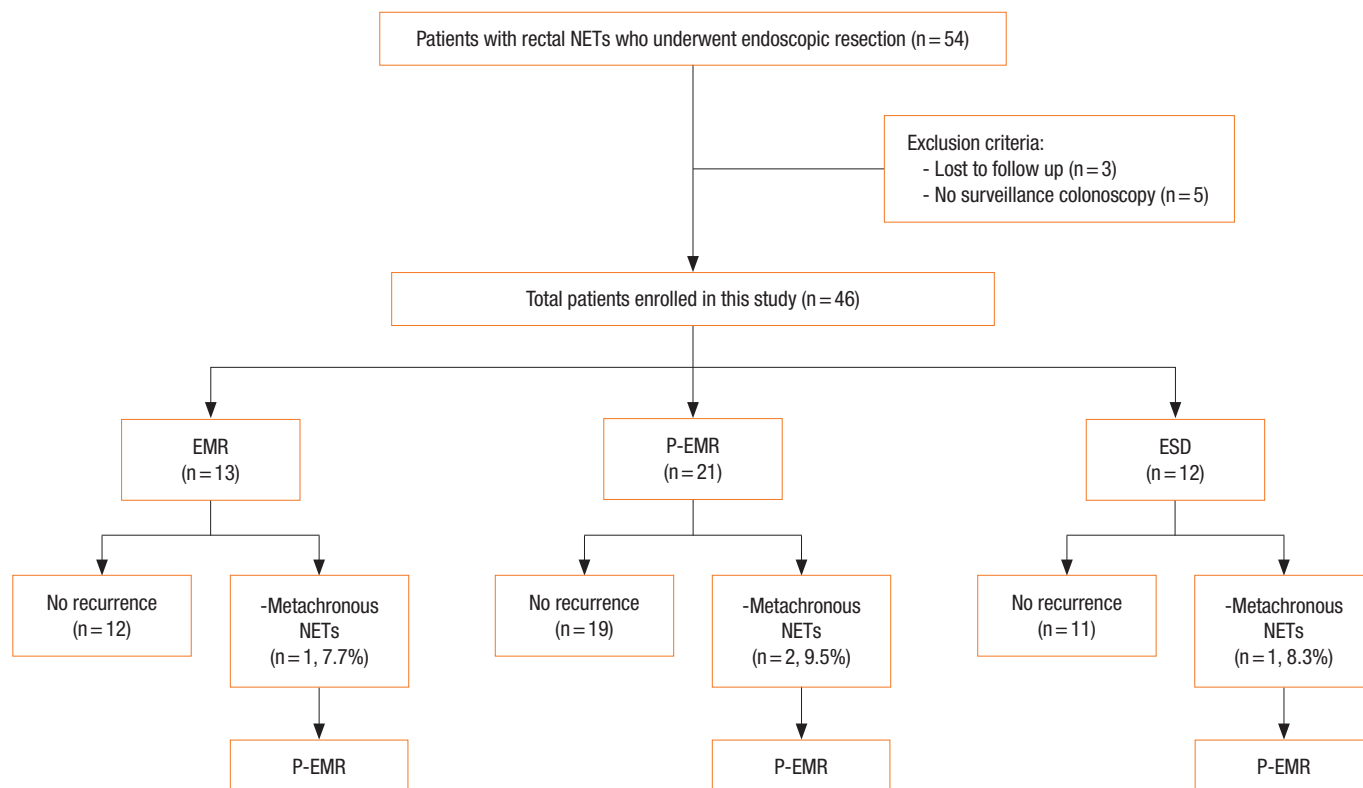 Patients with rectal NETs who underwent endoscopic resection (n=54)
Exclusion criteria:
- Lost to follow up (n=3)
- No surveillance colonoscopy (n=5)
Total patients enrolled in this study (n=46)
EMR
(n=13)
P-EMR
(n=21)
ESD
(n=12)
No recurrence
(n=12)
-Metachronous
NETs
(n=1, 7.7%)
No recurrence
(n=19)
-Metachronous
NETs
(n=2, 9.5%)
No recurrence
(n=11)
-Metachronous
NETs
(n=1, 8.3%)
P-EMR
P-EMR
P-EMR